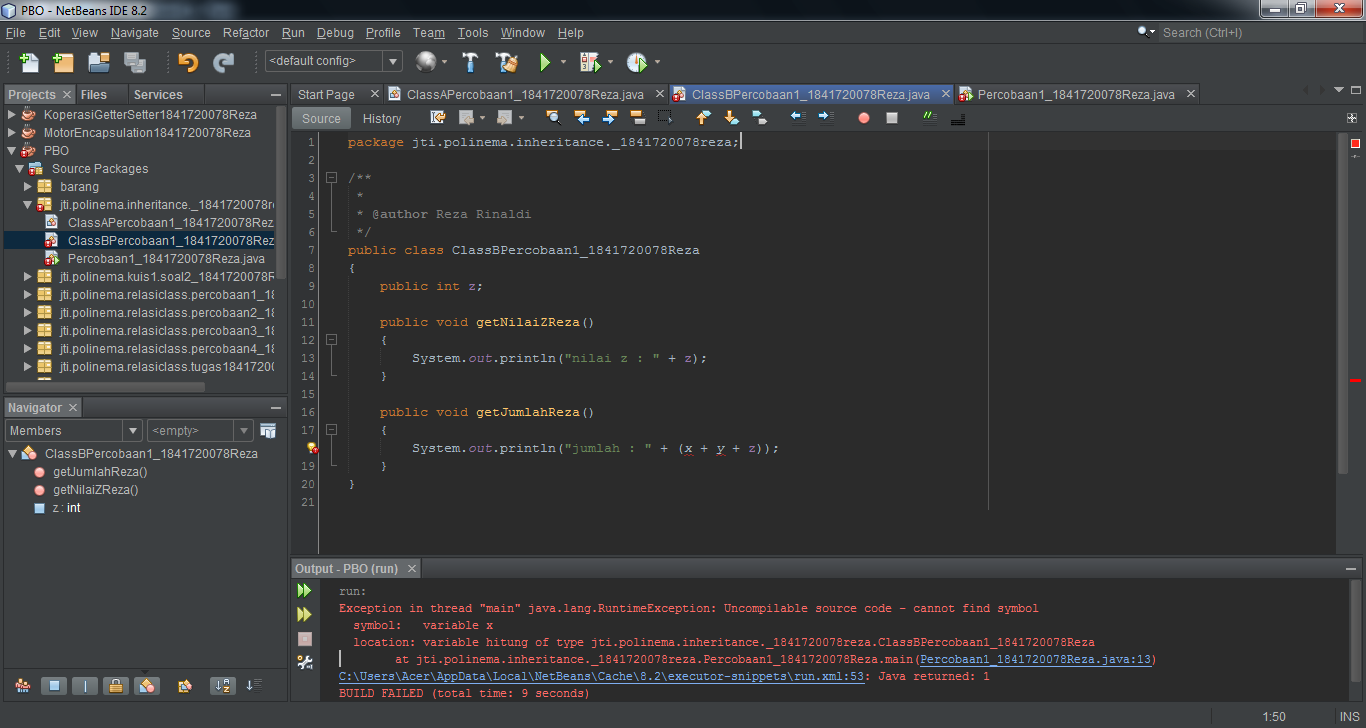 PBO - NetBeans IDE 8.2
File Edit View Navigate Source Refactor Run Debug Profile Team Tools Window Help
Search (Ctrl+I)
<default config>
Projects Files Services
KoperasiGetterSetter1841720078Reza
MotorEncapsulation1841720078Reza
PBO
Source Packages
barang
jti.polinema.inheritance._1841720078r
ClassAPercobaan1_1841720078Rez
ClassBPercobaan1_1841720078Rez
Percobaan1_1841720078Reza.java
jti.polinema.kuis1.soal2_1841720078R
jti.polinema.relasiclass.percobaan1_18
jti.polinema.relasiclass.percobaan2_18
jti.polinema.relasiclass.percobaan3_18
jti.polinema.relasiclass.percobaan4_18
jti.polinema.relasiclass.tugas18417200
Navigator
Members <empty>
ClassBPercobaan1_1841720078Reza
getJumlahReza()
getNilaiZReza()
z : int
Start Page ClassAPercobaan1_1841720078Reza.java ClassBPercobaan1_1841720078Reza.java Percobaan1_1841720078Reza.java
Source History
1 package jti.polinema.inheritance._1841720078reza;
2
3 /**
4 *
5 * @author Reza Rinaldi
6 */
7 public class ClassBPercobaan1_1841720078Reza
8 {
9 public int z;
10
11 public void getNilaiZReza()
12 {
13 System.out.println("nilai z : " + z);
14 }
15
16 public void getJumlahReza()
17 {
System.out.println("jumlah : " + (x + y + z));
19 }
20 }
21
Output - PBO (run)
run:
Exception in thread "main" java.lang.RuntimeException: Uncompilable source code - cannot find symbol
symbol: variable x
location: variable hitung of type jti.polinema.inheritance._1841720078reza.ClassBPercobaan1_1841720078Reza
at jti.polinema.inheritance._1841720078reza.Percobaan1_1841720078Reza.main(Percobaan1_1841720078Reza.java:13)
C:\Users\Acer\AppData\Local\NetBeans\Cache\8.2\executor-snippets\run.xml:53: Java returned: 1
BUILD FAILED (total time: 9 seconds)
1:50 INS